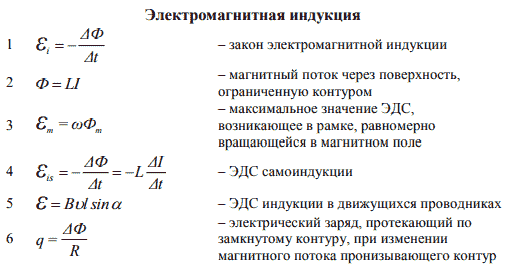 Электромагнитная индукция
1 ℰi = −ΔΦ/Δt – закон электромагнитной индукции
2 Φ = LI – магнитный поток через поверхность,
ограниченную контуром
3 ℰm = ωΦm – максимальное значение ЭДС,
возникающее в рамке, равномерно
вращающейся в магнитном поле
4 ℰis = −ΔΦ/Δt = −L ΔI/Δt – ЭДС самоиндукции
5 ℰ = Bυl sin α – ЭДС индукции в движущихся проводниках
6 q = ΔΦ/R – электрический заряд, протекающий по
замкнутому контуру, при изменении
магнитного потока пронизывающего контур